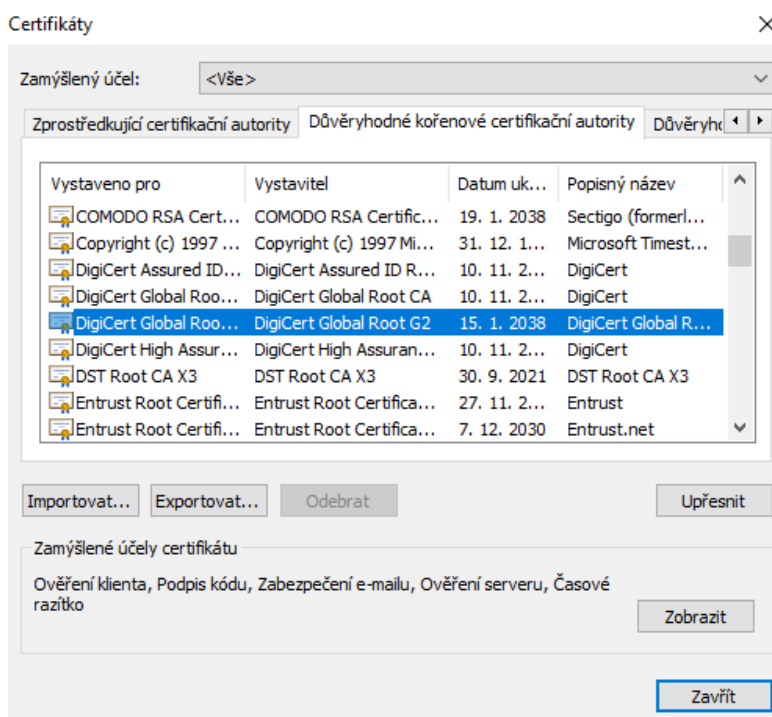 Certifikáty
Zamýšlený účel: <Vše>
Zprostředkující certifikační autority Důvěryhodné kořenové certifikační autority Důvěryhc
Vystaveno pro Vystavitel Datum uk... Popisný název
COMODO RSA Cert... COMODO RSA Certific... 19. 1. 2038 Sectigo (formerl...
Copyright (c) 1997 ... Copyright (c) 1997 Mi... 31. 12. 1... Microsoft Timest...
DigiCert Assured ID... DigiCert Assured ID R... 10. 11. 2... DigiCert
DigiCert Global Roo... DigiCert Global Root CA 10. 11. 2... DigiCert
DigiCert Global Roo... DigiCert Global Root G2 15. 1. 2038 DigiCert Global R...
DigiCert High Assur... DigiCert High Assuran... 10. 11. 2... DigiCert
DST Root CA X3 DST Root CA X3 30. 9. 2021 DST Root CA X3
Entrust Root Certifi... Entrust Root Certifica... 27. 11. 2... Entrust
Entrust Root Certifi... Entrust Root Certifica... 7. 12. 2030 Entrust.net
Importovat... Exportovat... Odebrat Upřesnit
Zamýšlené účely certifikátu
Ověření klienta, Podpis kódu, Zabezpečení e-mailu, Ověření serveru, Časové
razítko
Zobrazit
Zavřít